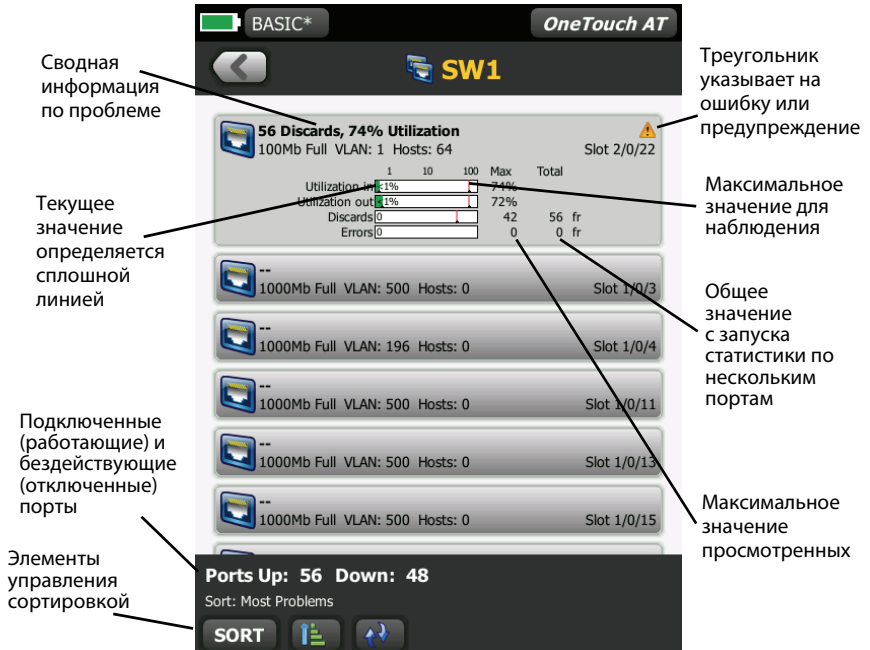 BASIC*
OneTouch AT
SW1
Сводная
информация
по проблеме
Треугольник
указывает на
ошибку или
предупреждение
56 Discards, 74% Utilization
100Mb Full VLAN: 1 Hosts: 64
Slot 2/0/22
1 10 100 Max Total
Utilization in <1% 74%
Utilization out <1% 72%
Discards 0 42 56 fr
Errors 0 0 0 fr
Текущее
значение
определяется
сплошной
линией
Максимальное
значение для
наблюдения
--
1000Mb Full VLAN: 500 Hosts: 0
Slot 1/0/3
--
1000Mb Full VLAN: 196 Hosts: 0
Slot 1/0/4
--
1000Mb Full VLAN: 500 Hosts: 0
Slot 1/0/11
--
1000Mb Full VLAN: 500 Hosts: 0
Slot 1/0/13
--
1000Mb Full VLAN: 500 Hosts: 0
Slot 1/0/15
Общее
значение
с запуска
статистики по
нескольким
портам
Подключенные
(работающие) и
бездействующие
(отключенные)
порты
Максимальное
значение
просмотренных
Элементы
управления
сортировкой
Ports Up: 56 Down: 48
Sort: Most Problems
SORT